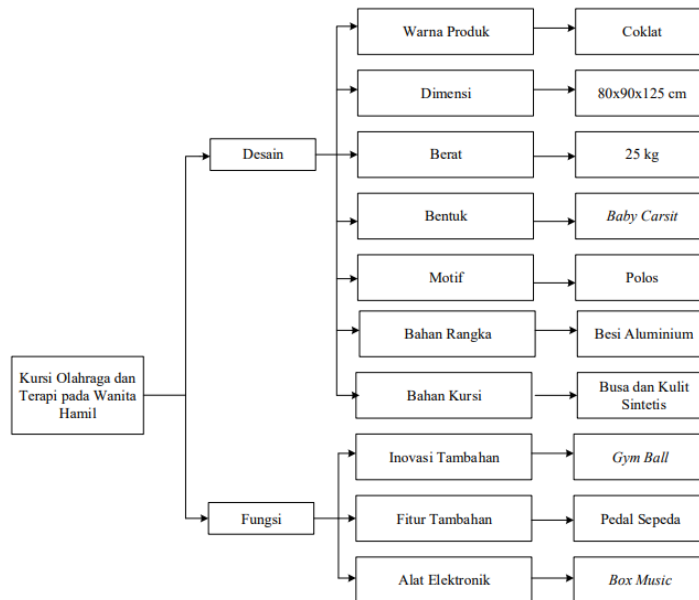 Warna Produk
Coklat
Dimensi
80x90x125 cm
Desain
Berat
25 kg
Bentuk
Baby Carsit
Motif
Polos
Bahan Rangka
Besi Aluminium
Kursi Olahraga dan
Terapi pada Wanita
Hamil
Bahan Kursi
Busa dan Kulit
Sintetis
Inovasi Tambahan
Gym Ball
Fungsi
Fitur Tambahan
Pedal Sepeda
Alat Elektronik
Box Music